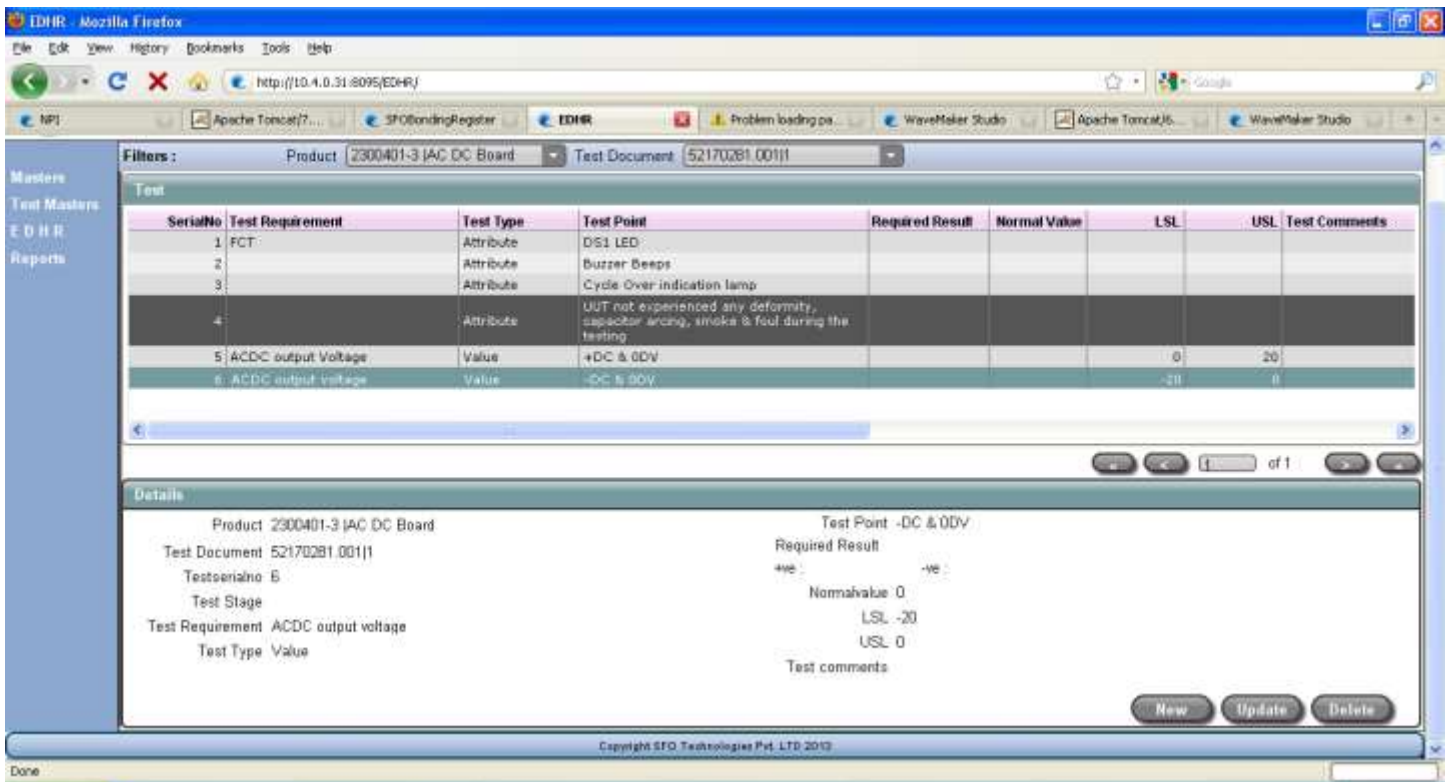 EDHR - Mozilla Firefox
File Edit View History Bookmarks Tools Help
http://10.4.0.31:8095/EDHR/
Google
NPI
Apache Tomcat/7....
SFOBondingRegister
EDHR
Problem loading pa...
WaveMaker Studio
Apache Tomcat/6....
WaveMaker Studio
Masters
Test Masters
E D H R
Reports
Filters : Product 2300401-3 |AC DC Board Test Document 52170281.001|1
Test
SerialNo Test Requirement Test Type Test Point Required Result Normal Value LSL USL Test Comments
1 FCT Attribute DS1 LED
2 Attribute Buzzer Beeps
3 Attribute Cycle Over indication lamp
4 Attribute UUT not experienced any deformity,
capacitor arcing, smoke & foul during the
testing
5 ACDC output Voltage Value +DC & 0DV 0 20
6 ACDC output voltage Value -DC & 0DV -20 0
1 of 1
Details
Product 2300401-3 |AC DC Board
Test Document 52170281.001|1
Testserialno 6
Test Stage
Test Requirement ACDC output voltage
Test Type Value
Test Point -DC & 0DV
Required Result
+ve : -ve :
Normalvalue 0
LSL -20
USL 0
Test comments
New Update Delete
Copyright SFO Technologies Pvt. LTD 2013
Done